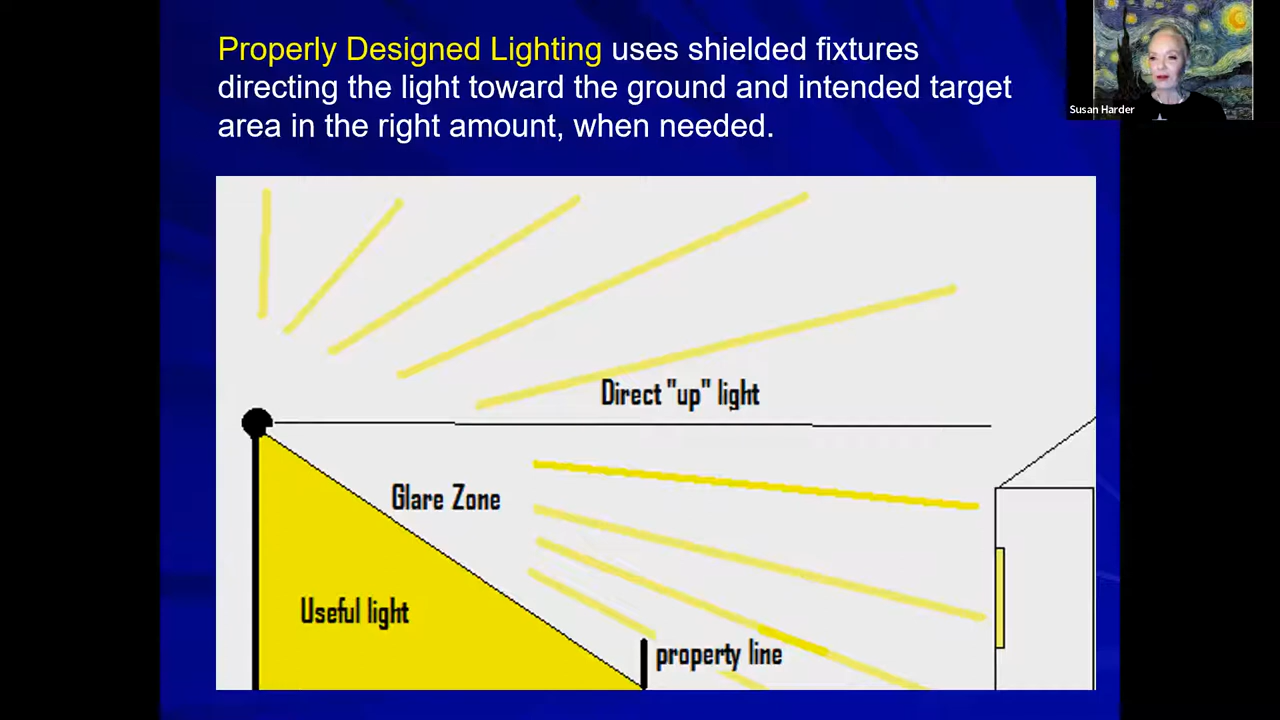 Properly Designed Lighting uses shielded fixtures
directing the light toward the ground and intended target
area in the right amount, when needed.
Susan Harder
Direct "up" light
Glare Zone
Useful light
property line